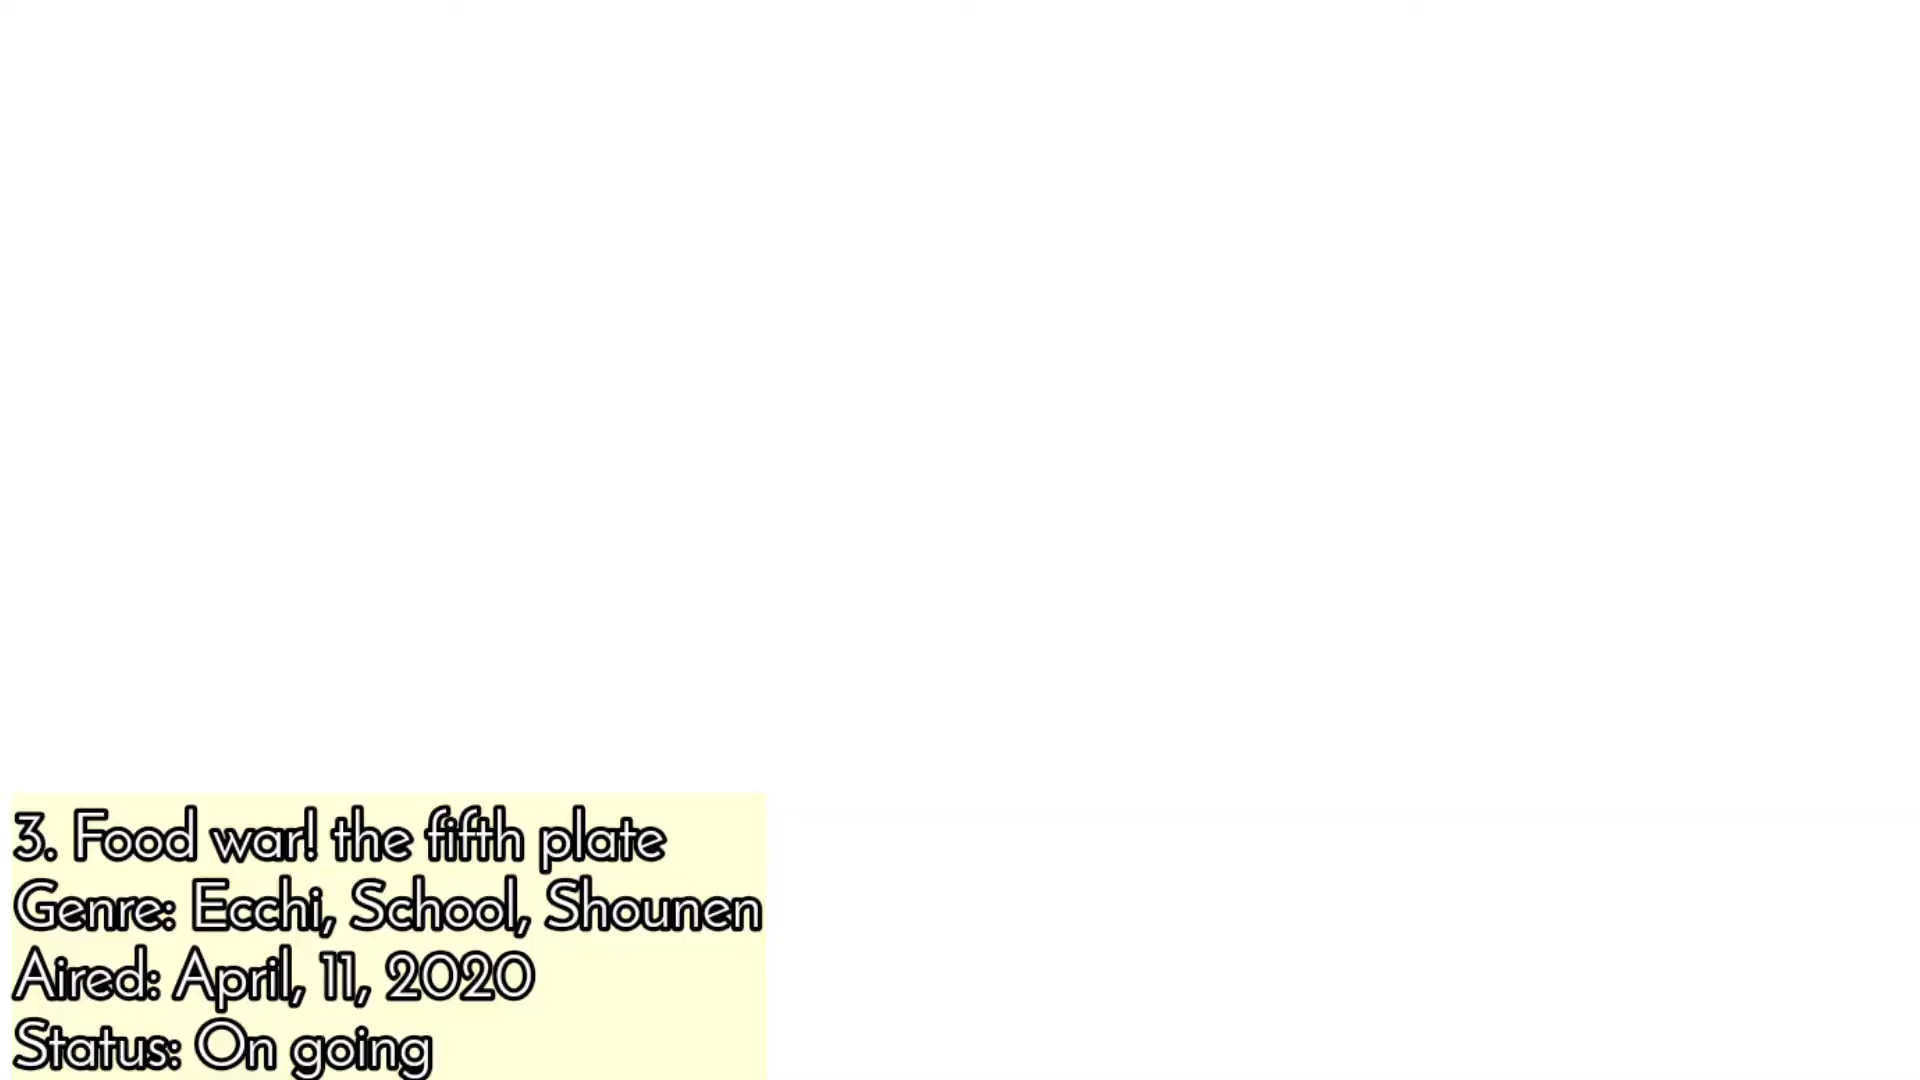 3. Food war! the fifth plate
Genre: Ecchi, School, Shounen
Aired: April, 11, 2020
Status: On going